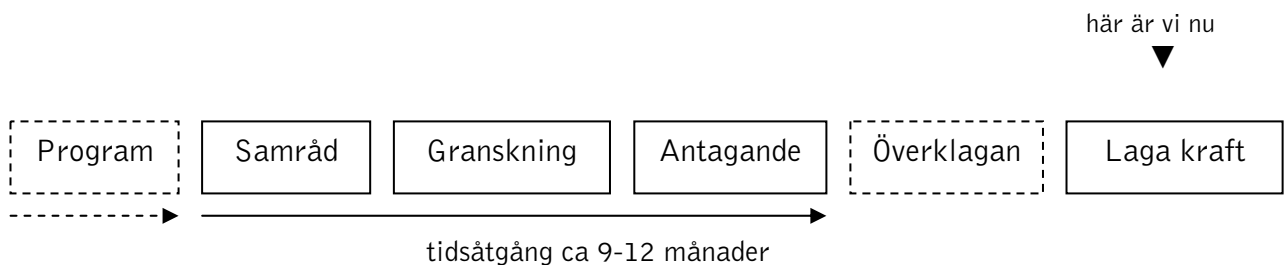 här är vi nu
Program Samråd Granskning Antagande Överklagan Laga kraft
tidsåtgång ca 9-12 månader